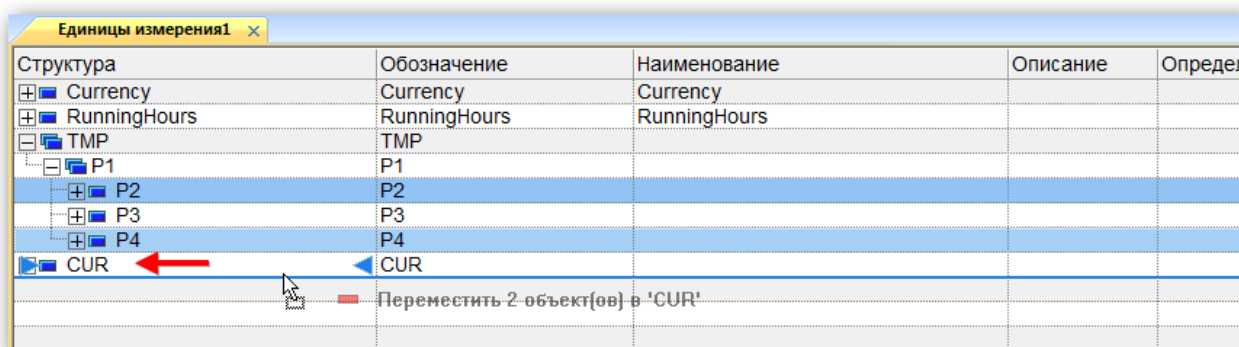 Единицы измерения1
Структура Обозначение Наименование Описание Определ
Currency Currency Currency
RunningHours RunningHours RunningHours
TMP TMP
P1 P1
P2 P2
P3 P3
P4 P4
CUR CUR
Переместить 2 объект(ов) в 'CUR'